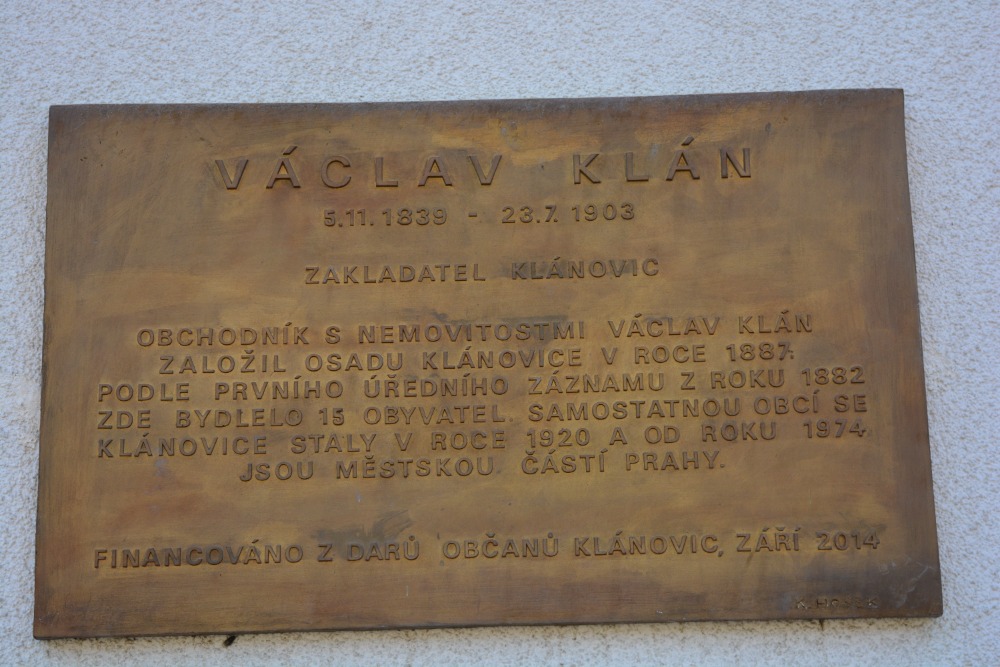 VÁCLAV KLÁN
5.11.1839 - 23.7.1903
ZAKLADATEL KLÁNOVIC
OBCHODNÍK S NEMOVITOSTMI VÁCLAV KLÁN
ZALOŽIL OSADU KLÁNOVICE V ROCE 1887.
PODLE PRVNÍHO ÚŘEDNÍHO ZÁZNAMU Z ROKU 1882
ZDE BYDLELO 15 OBYVATEL. SAMOSTATNOU OBCÍ SE
KLÁNOVICE STALY V ROCE 1920 A OD ROKU 1974
JSOU MĚSTSKOU ČÁSTÍ PRAHY.
FINANCOVÁNO Z DARŮ OBČANŮ KLÁNOVIC, ZÁŘÍ 2014